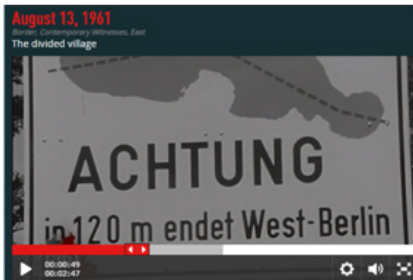 August 13, 1961
Border, Contemporary Witnesses, East
The divided village
ACHTUNG
in 120 m endet West-Berlin
00:00:49
00:02:47